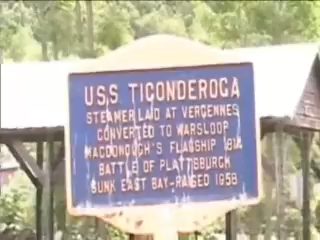 USS TICONDEROGA
STEAMER LAID AT VERGENNES
CONVERTED TO WARSLOOP
MACDONOUGH'S FLAGSHIP 1814
BATTLE OF PLATTSBURGH
SUNK EAST BAY-RAISED 1958